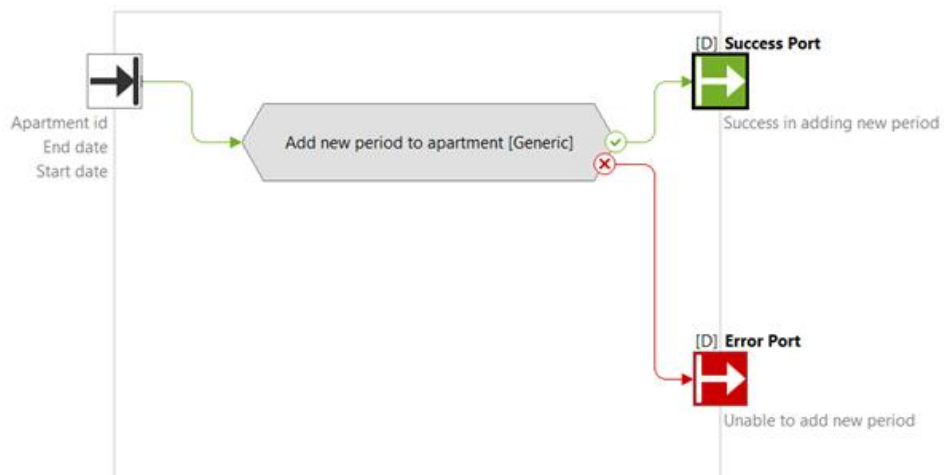 [D] Success Port
Apartment id
End date
Start date
Add new period to apartment [Generic]
Success in adding new period
[D] Error Port
Unable to add new period